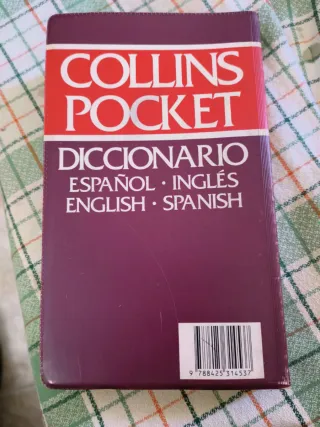 COLLINS
POCKET
DICCIONARIO
ESPAÑOL · INGLÉS
ENGLISH · SPANISH
9 788425 314537